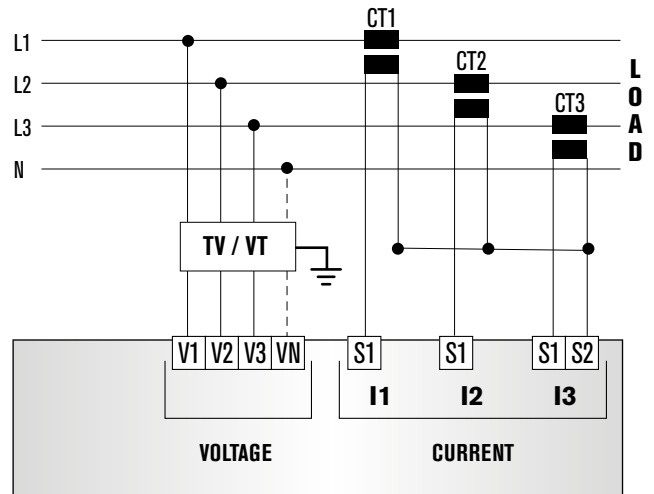 CT1
L1
CT2
L2
CT3
L3
N
LOAD
TV / VT
V1 V2 V3 VN S1 S1 S1 S2
I1 I2 I3
VOLTAGE CURRENT